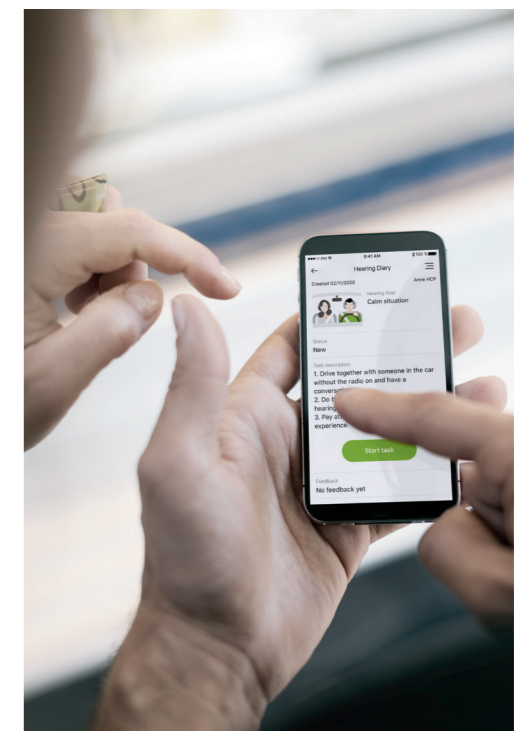 9:41 AM
100 %
Hearing Diary
Created 02/11/2020
Anna HCP
Hearing Goal
Calm situation
Status
New
Task description
1. Drive together with someone in the car
without the radio on and have a
2. Do
hearing
3. Pay
experience.
Start task
Feedback
No feedback yet